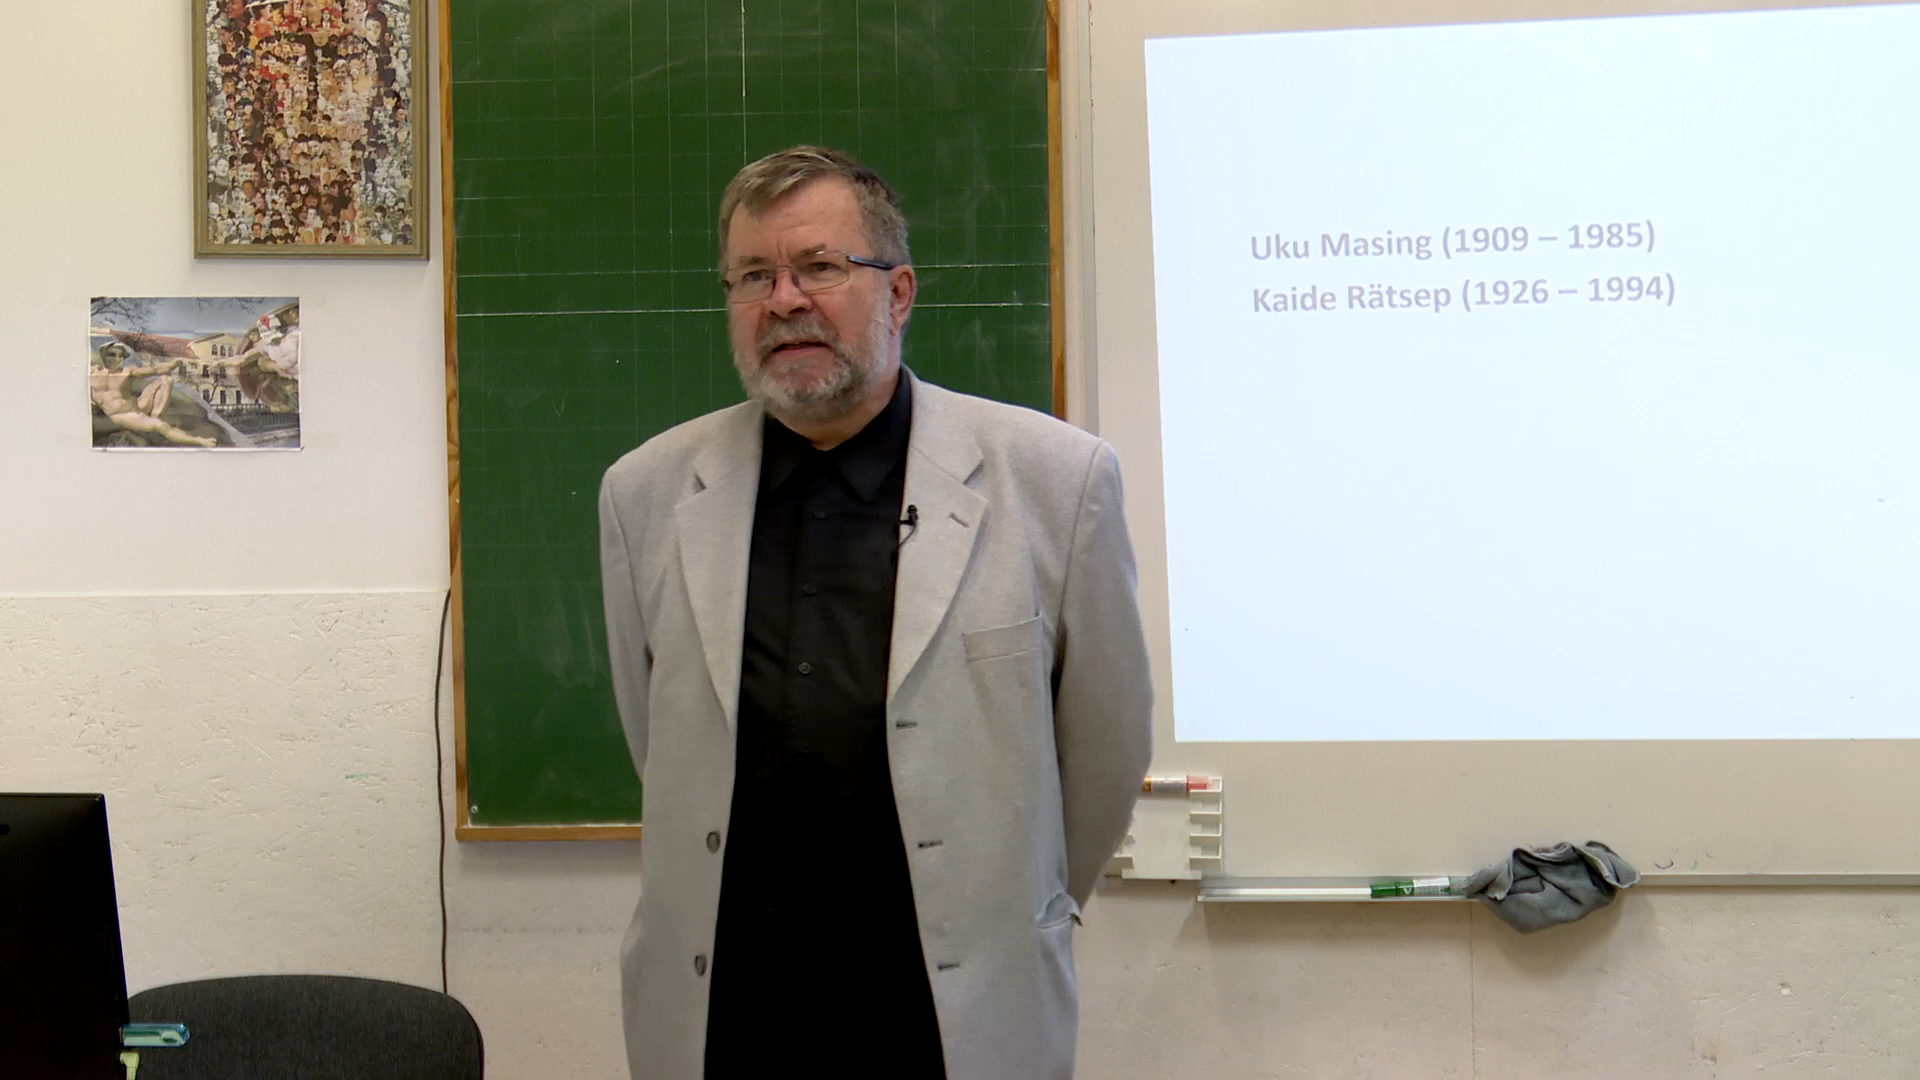 Uku Masing (1909 – 1985)
Kaide Rätsep (1926 – 1994)